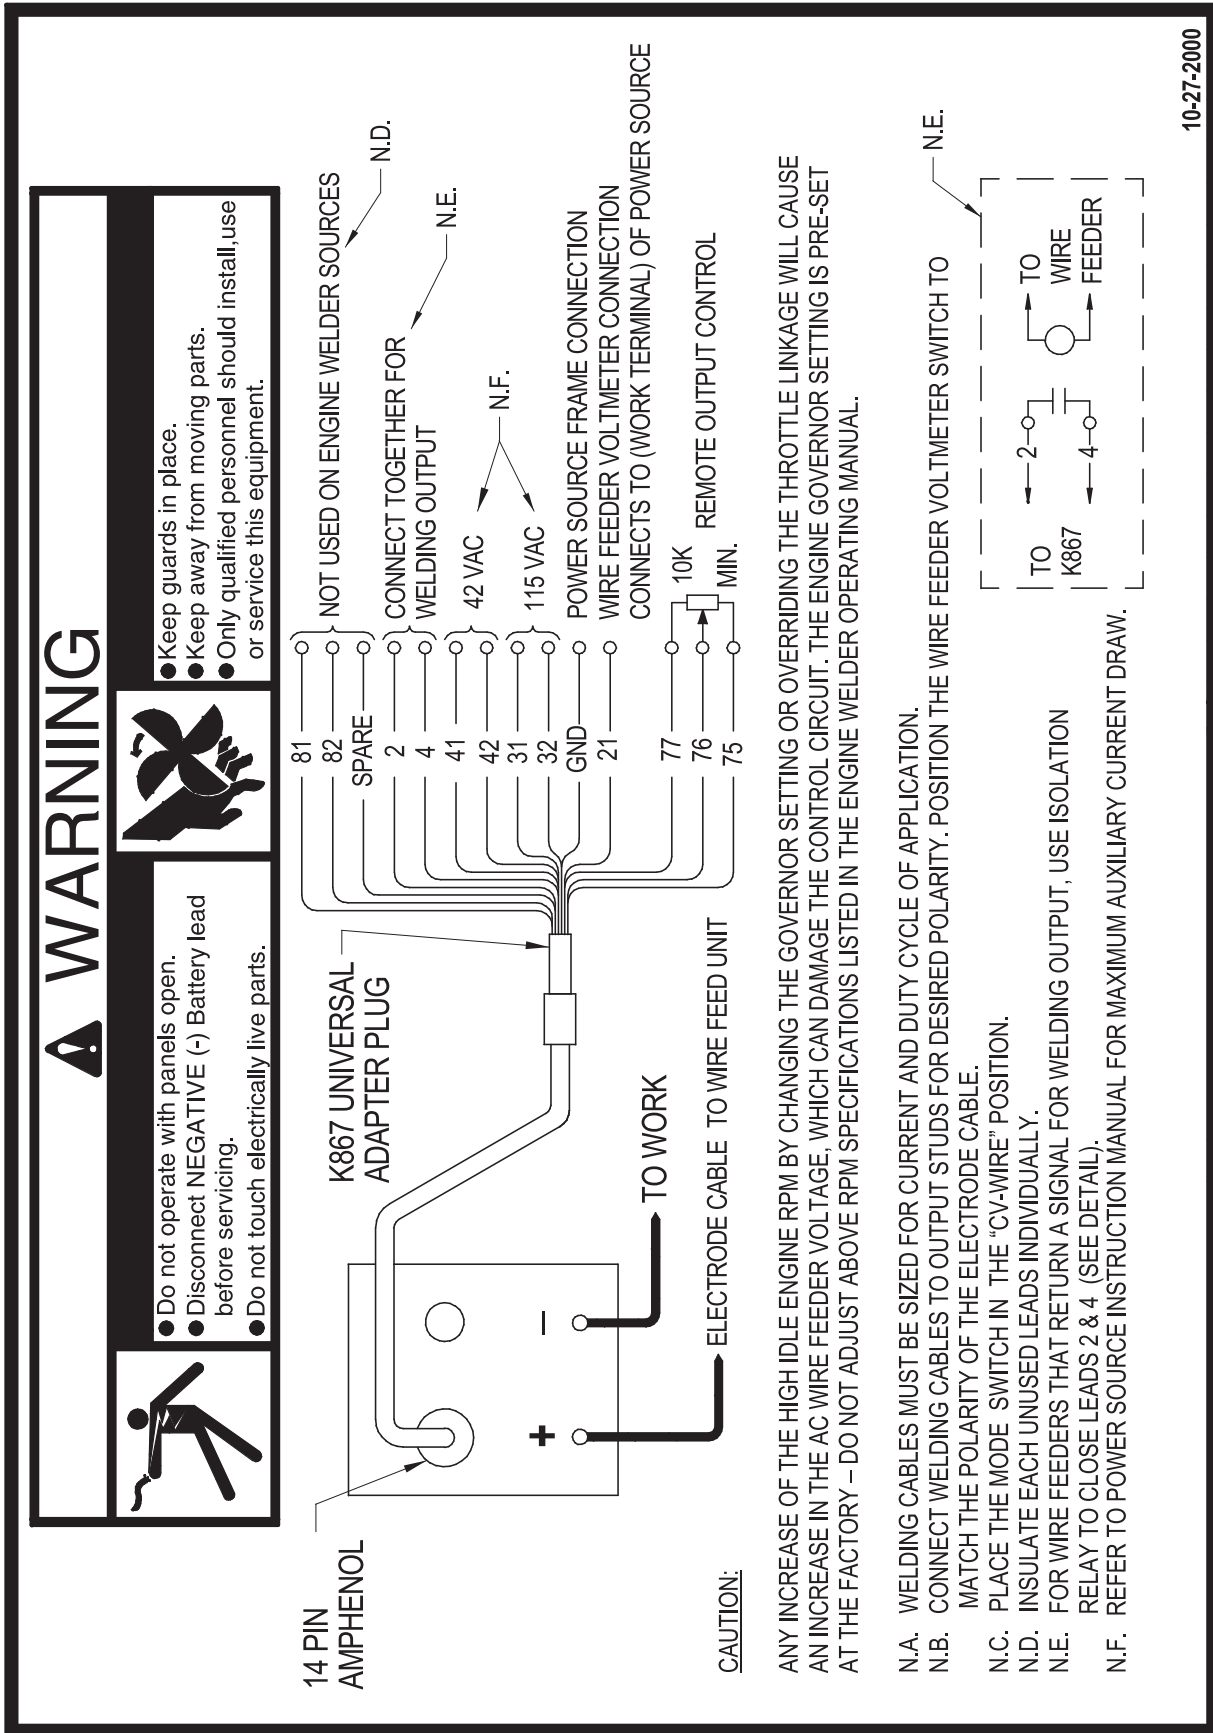 WARNING
● Do not operate with panels open.
● Disconnect NEGATIVE (-) Battery lead
before servicing.
● Do not touch electrically live parts.
● Keep guards in place.
● Keep away from moving parts.
● Only qualified personnel should install,use
or service this equipment.
14 PIN
AMPHENOL
K867 UNIVERSAL
ADAPTER PLUG
81
82
SPARE
2
4
41
42
31
32
GND
21
77
76
75
NOT USED ON ENGINE WELDER SOURCES
N.D.
CONNECT TOGETHER FOR
WELDING OUTPUT
N.E.
42 VAC
115 VAC
N.F.
POWER SOURCE FRAME CONNECTION
WIRE FEEDER VOLTMETER CONNECTION
CONNECTS TO (WORK TERMINAL) OF POWER SOURCE
10K
MIN.
REMOTE OUTPUT CONTROL
+
–
TO WORK
ELECTRODE CABLE TO WIRE FEED UNIT
CAUTION:
ANY INCREASE OF THE HIGH IDLE ENGINE RPM BY CHANGING THE GOVERNOR SETTING OR OVERRIDING THE THROTTLE LINKAGE WILL CAUSE
AN INCREASE IN THE AC WIRE FEEDER VOLTAGE, WHICH CAN DAMAGE THE CONTROL CIRCUIT. THE ENGINE GOVERNOR SETTING IS PRE-SET
AT THE FACTORY – DO NOT ADJUST ABOVE RPM SPECIFICATIONS LISTED IN THE ENGINE WELDER OPERATING MANUAL.
N.A. WELDING CABLES MUST BE SIZED FOR CURRENT AND DUTY CYCLE OF APPLICATION.
N.B. CONNECT WELDING CABLES TO OUTPUT STUDS FOR DESIRED POLARITY. POSITION THE WIRE FEEDER VOLTMETER SWITCH TO
MATCH THE POLARITY OF THE ELECTRODE CABLE.
N.C. PLACE THE MODE SWITCH IN THE “CV-WIRE” POSITION.
N.D. INSULATE EACH UNUSED LEADS INDIVIDUALLY.
N.E. FOR WIRE FEEDERS THAT RETURN A SIGNAL FOR WELDING OUTPUT, USE ISOLATION
RELAY TO CLOSE LEADS 2 & 4 (SEE DETAIL).
N.F. REFER TO POWER SOURCE INSTRUCTION MANUAL FOR MAXIMUM AUXILIARY CURRENT DRAW.
N.E.
TO
K867
2
4
TO
WIRE
FEEDER
10-27-2000